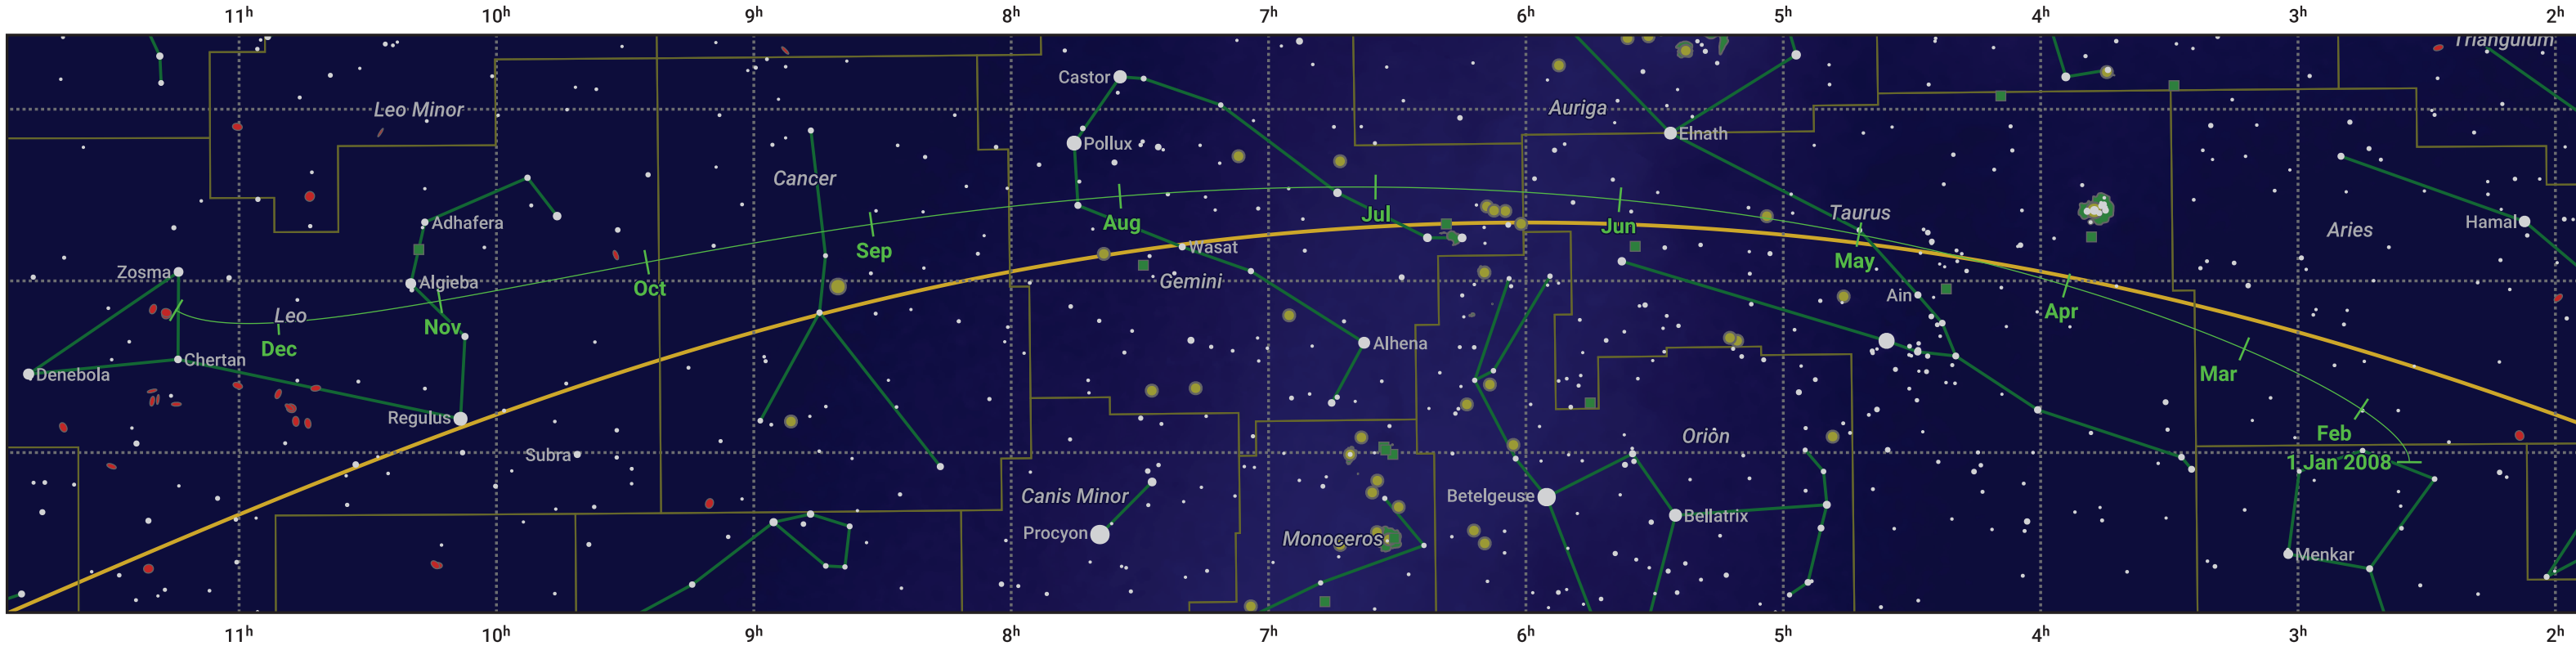 11h 10h 9h 8h 7h 6h 5h 4h 3h 2h
Triangulum
Castor
Leo Minor
Auriga
Elnath
Pollux
Cancer
Taurus
Adhafera
Aug
Jul
Jun
Hamal
Aries
Sep
Wasat
May
Zosma
Algieba
Oct
Gemini
Ain
Leo
Nov
Apr
Dec
Alhena
Chertan
Denebola
Mar
Regulus
Subra
Orion
Feb
1 Jan 2008
Canis Minor
Betelgeuse
Bellatrix
Procyon
Monoceros
Menkar
11h 10h 9h 8h 7h 6h 5h 4h 3h 2h